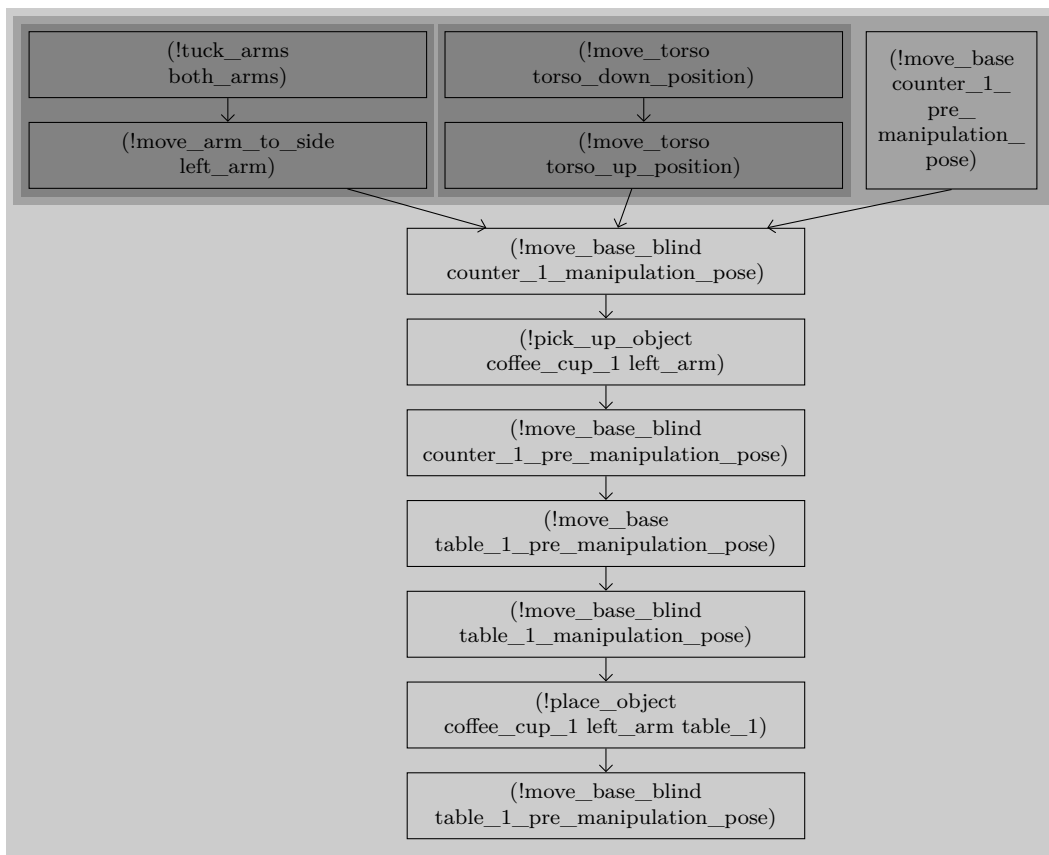 (!tuck_arms
both_arms)
(!move_arm_to_side
left_arm)
(!move_torso
torso_down_position)
(!move_torso
torso_up_position)
(!move_base
counter_1_
pre_
manipulation_
pose)
(!move_base_blind
counter_1_manipulation_pose)
(!pick_up_object
coffee_cup_1 left_arm)
(!move_base_blind
counter_1_pre_manipulation_pose)
(!move_base
table_1_pre_manipulation_pose)
(!move_base_blind
table_1_manipulation_pose)
(!place_object
coffee_cup_1 left_arm table_1)
(!move_base_blind
table_1_pre_manipulation_pose)